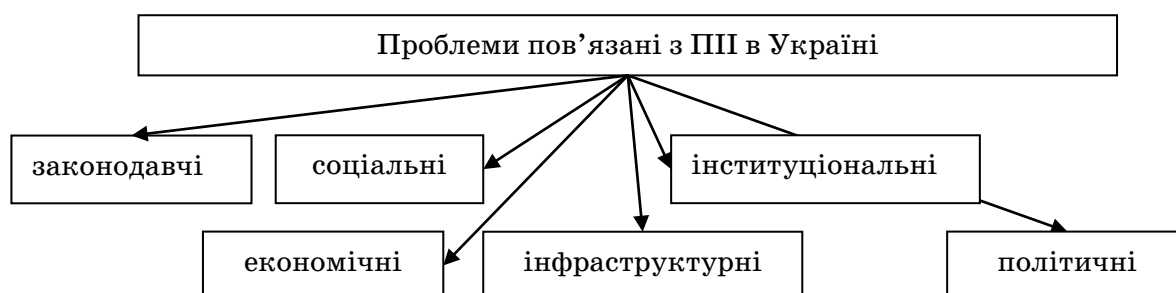 Проблеми пов’язані з ПІІ в Україні
законодавчі
соціальні
інституціональні
економічні
інфраструктурні
політичні